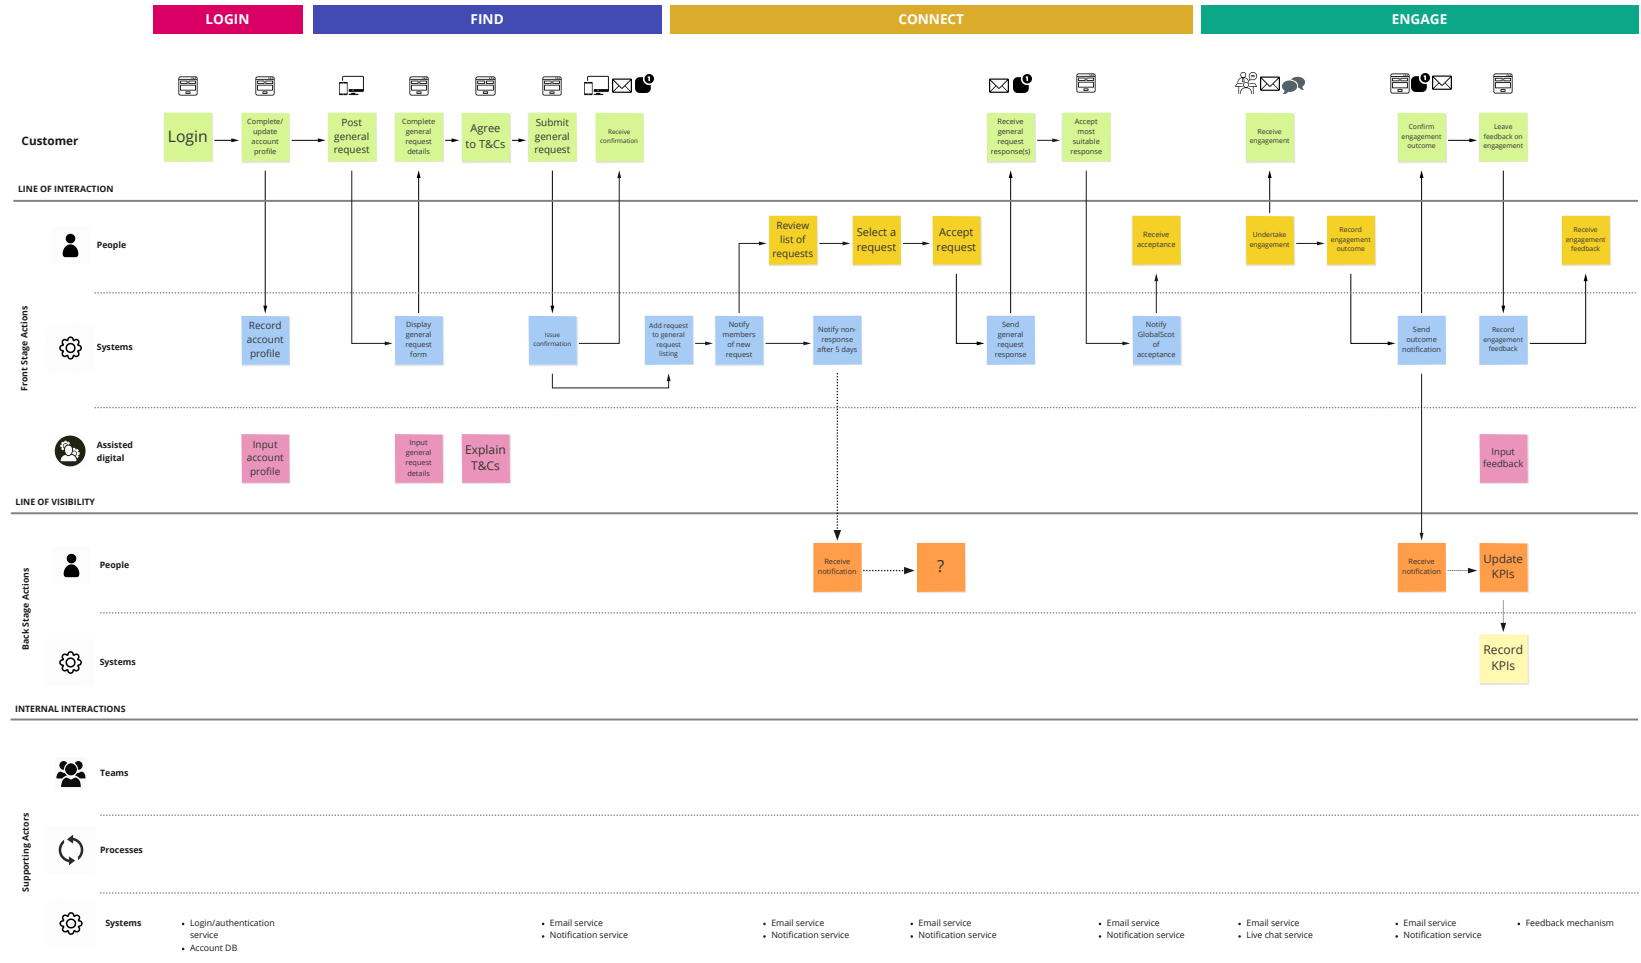 LOGIN
FIND
CONNECT
ENGAGE
1
1
1
Customer
Login
Complete/
update
account
profile
Post
general
request
Complete
general
request
details
Agree
to T&Cs
Submit
general
request
Receive
confirmation
Receive
general
request
response(s)
Accept
most
suitable
response
Receive
engagement
Confirm
engagement
outcome
Leave
feedback on
engagement
LINE OF INTERACTION
Front Stage Actions
People
Review
list of
requests
Select a
request
Accept
request
Receive
acceptance
Undertake
engagement
Record
engagement
outcome
Receive
engagement
feedback
Systems
Record
account
profile
Display
general
request
form
Issue
confirmation
Add request
to general
request
listing
Notify
members
of new
request
Notify non-
response
after 5 days
Send
general
request
response
Notify
GlobalScot
of
acceptance
Send
outcome
notification
Record
engagement
feedback
Assisted
digital
Input
account
profile
Input
general
request
details
Explain
T&Cs
Input
feedback
LINE OF VISIBILITY
Back Stage Actions
People
Receive
notification
?
Receive
notification
Update
KPIs
Systems
Record
KPIs
INTERNAL INTERACTIONS
Supporting Actors
Teams
Processes
Systems
• Login/authentication
service
• Account DB
• Email service
• Notification service
• Email service
• Notification service
• Email service
• Notification service
• Email service
• Notification service
• Email service
• Live chat service
• Email service
• Notification service
• Feedback mechanism